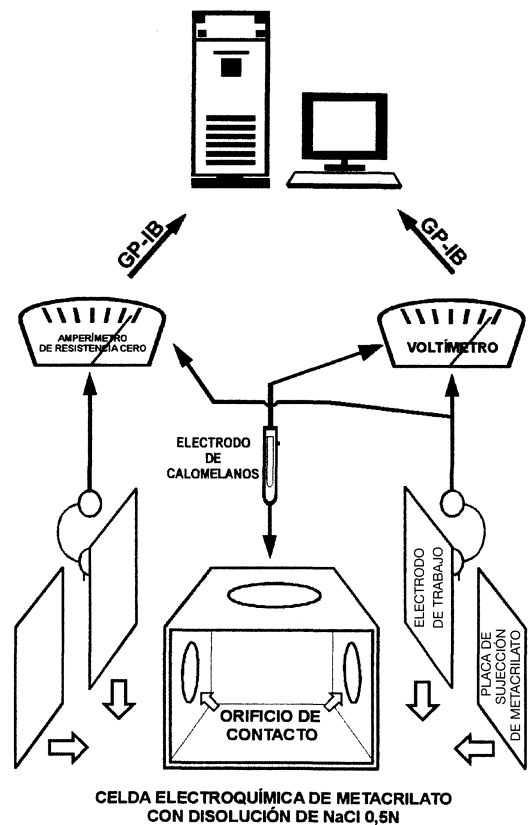 GP-IB
GP-IB
AMPERÍMETRO
DE RESISTENCIA CERO
VOLTÍMETRO
ELECTRODO
DE
CALOMELANOS
ELECTRODO
DE TRABAJO
PLACA DE
SUJECCIÓN
DE METACRILATO
ORIFICIO DE
CONTACTO
CELDA ELECTROQUÍMICA DE METACRILATO
CON DISOLUCIÓN DE NaCl 0,5N